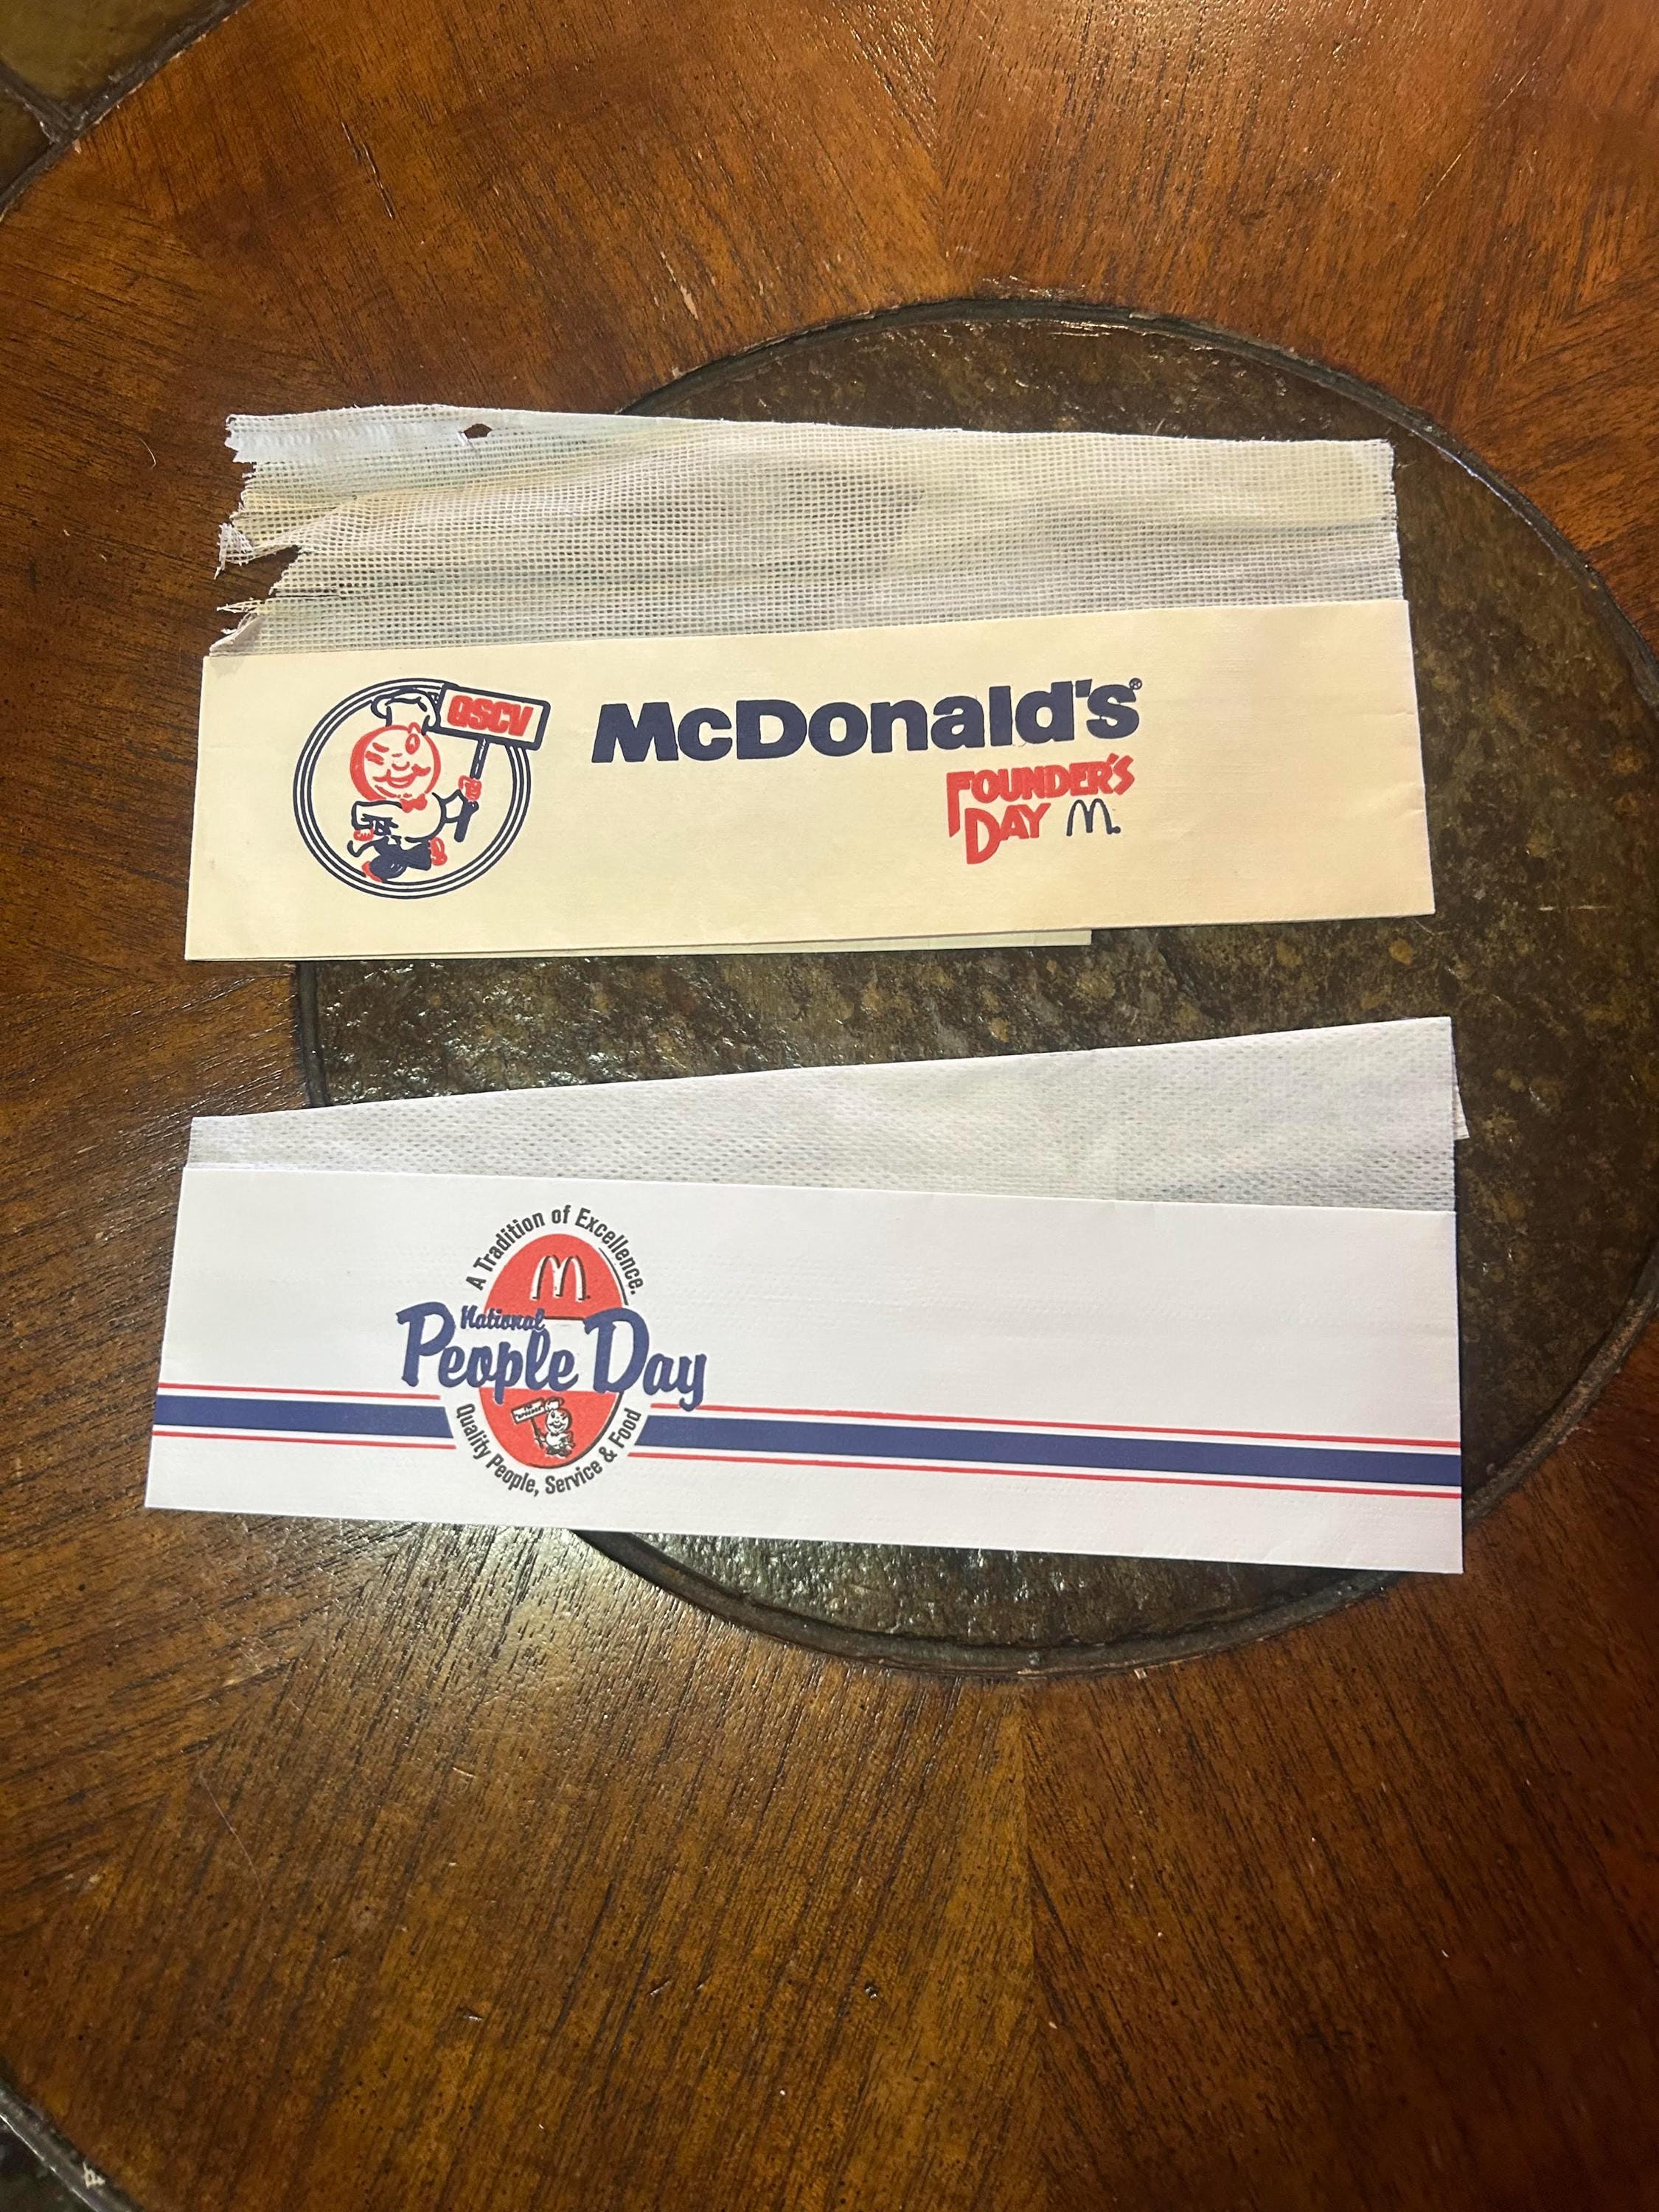 QSCV
McDonald's®
FOUNDER'S
DAY M
A Tradition of Excellence.
M
National
People Day
Quality People, Service & Food